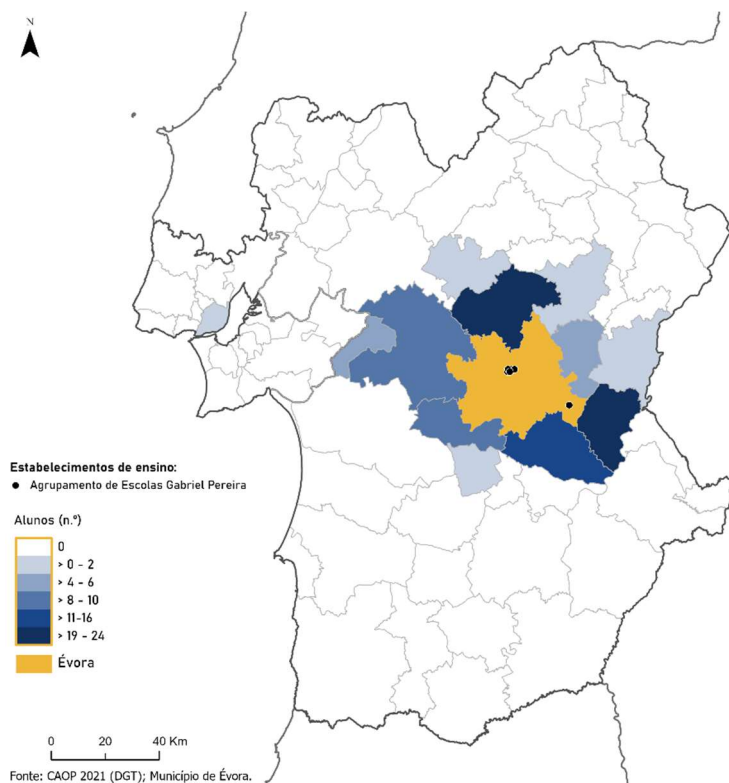 N
Estabelecimentos de ensino:
Agrupamento de Escolas Gabriel Pereira
Alunos (n.º)
0
> 0 - 2
> 4 - 6
> 8 - 10
> 11-16
> 19 - 24
Évora
0 20 40 Km
Fonte: CAOP 2021 (DGT); Município de Évora.